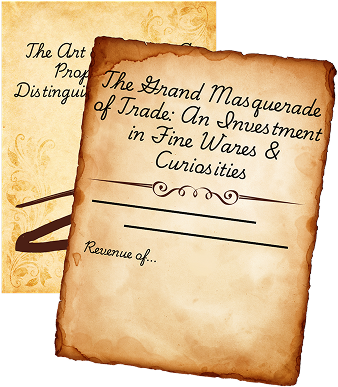 The Art
Prop
Distingui
The Grand Masquerade
of Trade: An Investment
in Fine Wares &
Curiosities
Revenue of...